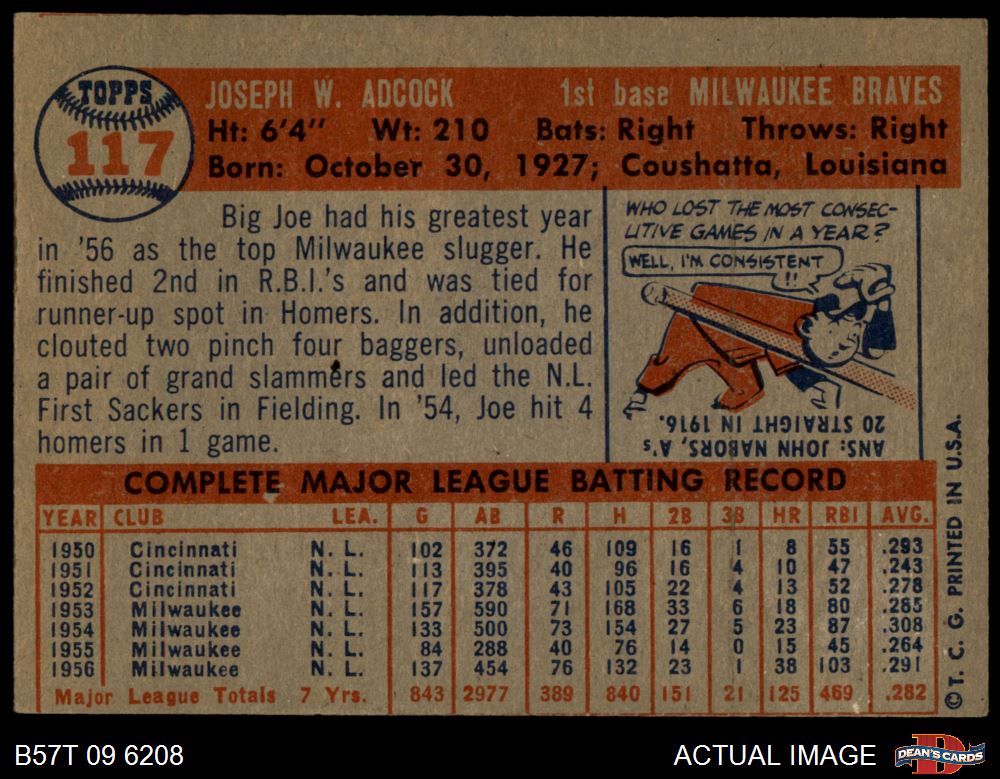 TOPPS
117
JOSEPH W. ADCOCK 1st base MILWAUKEE BRAVES
Ht: 6'4" Wt: 210 Bats: Right Throws: Right
Born: October 30, 1927; Coushatta, Louisiana
Big Joe had his greatest year
in '56 as the top Milwaukee slugger. He
finished 2nd in R.B.I.'s and was tied for
runner-up spot in Homers. In addition, he
clouted two pinch four baggers, unloaded
a pair of grand slammers and led the N.L.
First Sackers in Fielding. In '54, Joe hit 4
homers in 1 game.
WHO LOST THE MOST CONSEC-
UTIVE GAMES IN A YEAR?
WELL, I'M CONSISTENT
!!
ANS: JOHN NABORS, A's,
20 STRAIGHT IN 1916.
COMPLETE MAJOR LEAGUE BATTING RECORD
YEAR CLUB LEA. G AB R H 2B 3B HR RBI AVG.
1950 Cincinnati N. L. 102 372 46 109 16 1 8 55 .293
1951 Cincinnati N. L. 113 395 40 96 16 4 10 47 .243
1952 Cincinnati N. L. 117 378 43 105 22 4 13 52 .278
1953 Milwaukee N. L. 157 590 71 168 33 6 18 80 .285
1954 Milwaukee N. L. 133 500 73 154 27 5 23 87 .308
1955 Milwaukee N. L. 84 288 40 76 14 0 15 45 .264
1956 Milwaukee N. L. 137 454 76 132 23 1 38 103 .291
Major League Totals 7 Yrs. 843 2977 389 840 151 21 125 469 .282
© T. C. G. PRINTED IN U.S.A.
B57T 09 6208
ACTUAL IMAGE
DEAN'S CARDS